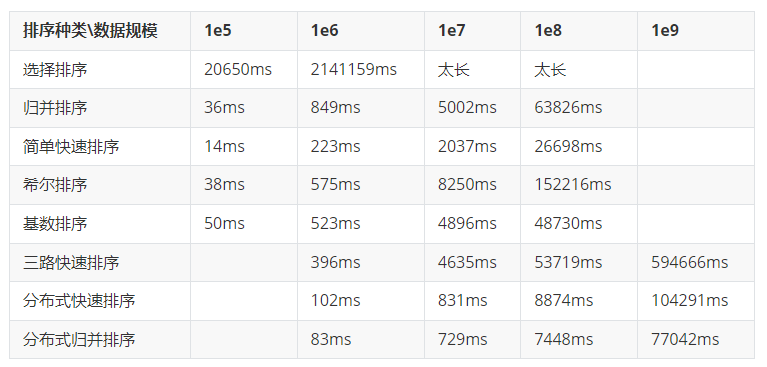 排序种类\数据规模 1e5 1e6 1e7 1e8 1e9
选择排序 20650ms 2141159ms 太长 太长
归并排序 36ms 849ms 5002ms 63826ms
简单快速排序 14ms 223ms 2037ms 26698ms
希尔排序 38ms 575ms 8250ms 152216ms
基数排序 50ms 523ms 4896ms 48730ms
三路快速排序 396ms 4635ms 53719ms 594666ms
分布式快速排序 102ms 831ms 8874ms 104291ms
分布式归并排序 83ms 729ms 7448ms 77042ms